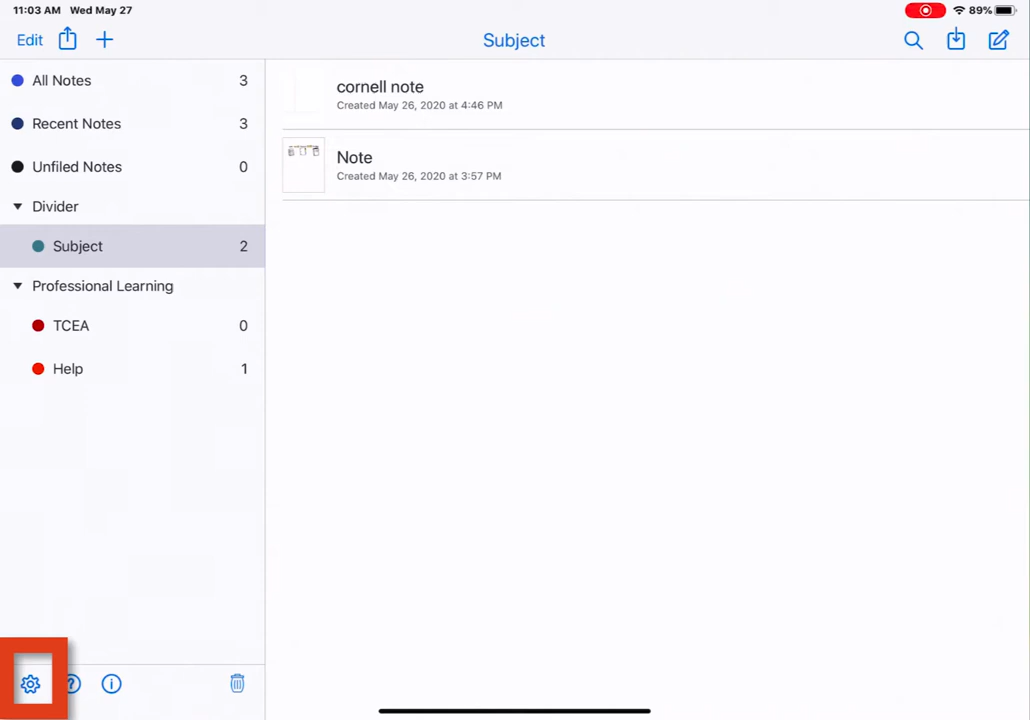 11:03 AM Wed May 27
89%
Edit
Subject
All Notes 3
Recent Notes 3
Unfiled Notes 0
Divider
Subject 2
Professional Learning
TCEA 0
Help 1
cornell note
Created May 26, 2020 at 4:46 PM
Note
Created May 26, 2020 at 3:57 PM